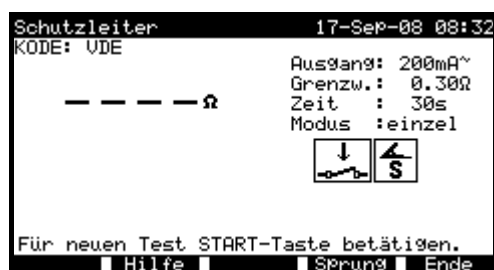 Schutzleiter 17-Sep-08 08:32
KODE: VDE
Ausgang: 200mA~
Grenzw.: 0.30Ω
Zeit : 30s
Modus :einzel
— — — — Ω
S
Für neuen Test START-Taste betätigen.
Hilfe Sprung Ende